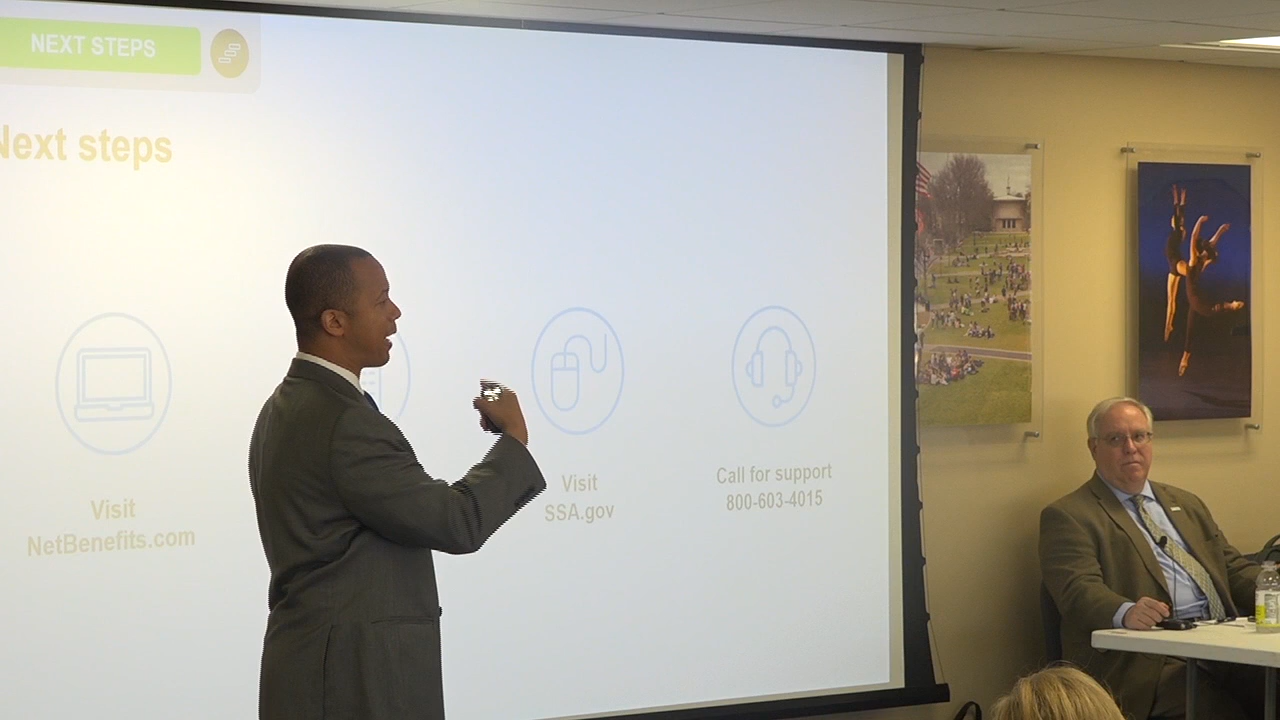 NEXT STEPS
Next steps
Visit
NetBenefits.com
Visit
SSA.gov
Call for support
800-603-4015